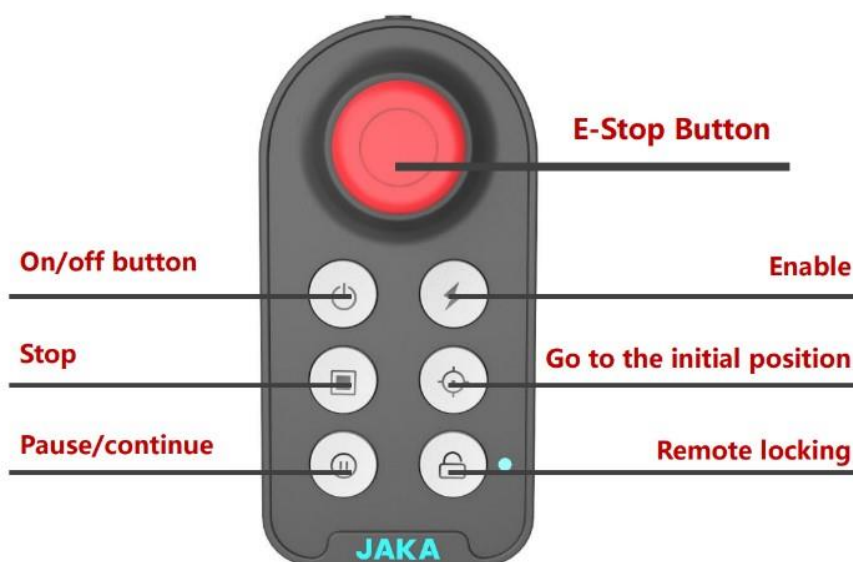 E-Stop Button
On/off button
Enable
Stop
Go to the initial position
Pause/continue
Remote locking
JAKA